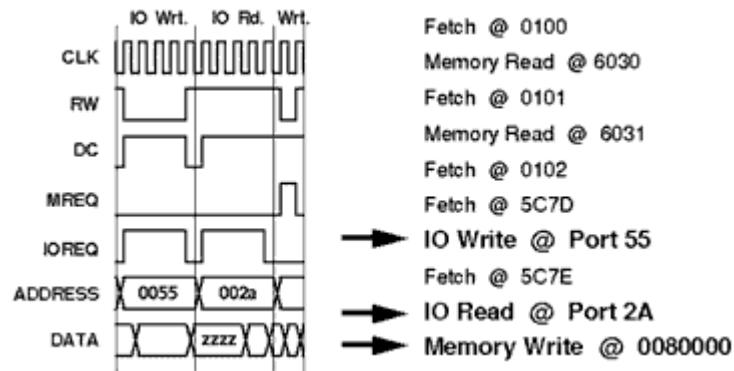 IO Wrt. IO Rd. Wrt.
CLK
RW
DC
MREQ
IOREQ
ADDRESS 0055 002a
DATA zzzz
Fetch @ 0100
Memory Read @ 6030
Fetch @ 0101
Memory Read @ 6031
Fetch @ 0102
Fetch @ 5C7D
IO Write @ Port 55
Fetch @ 5C7E
IO Read @ Port 2A
Memory Write @ 0080000